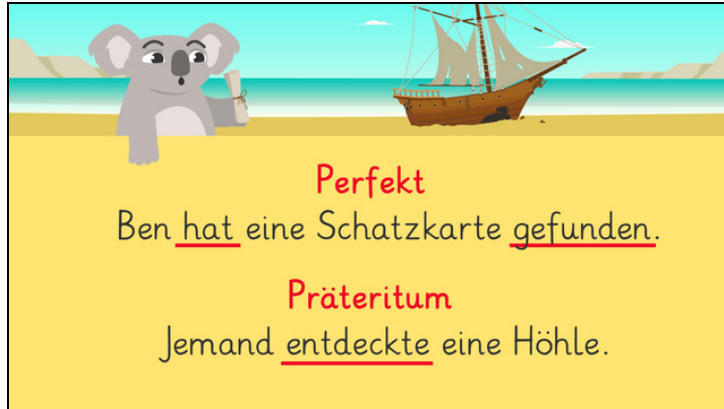 Perfekt
Ben hat eine Schatzkarte gefunden.
Präteritum
Jemand entdeckte eine Höhle.